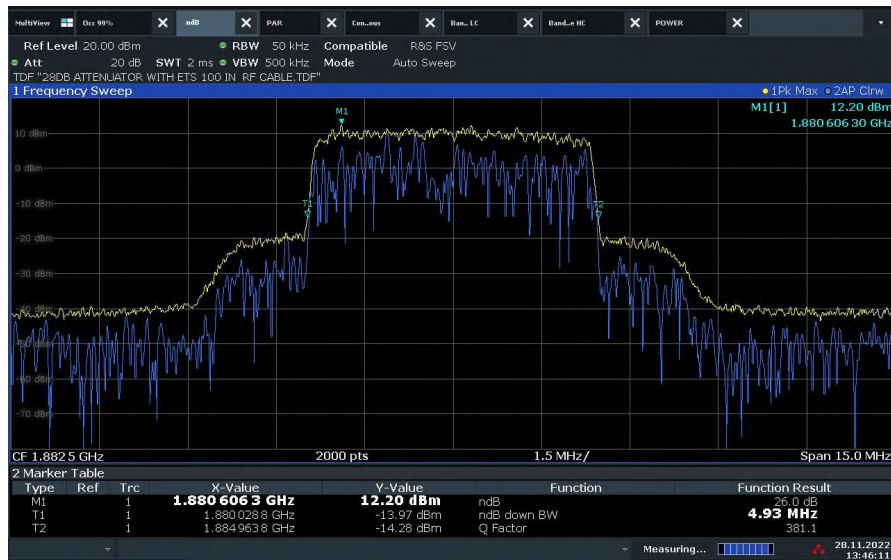 MultiView Occ 99% ndB PAR Con...ous Ban.. LC Band..e HC POWER
Ref Level 20.00 dBm RBW 50 kHz Compatible R&S FSV
Att 20 dB SWT 2 ms VBW 500 kHz Mode Auto Sweep
TDF "28DB ATTENUATOR WITH ETS 100 IN RF CABLE.TDF"
1 Frequency Sweep 1Pk Max 2AP Clrw
M1[1] 12.20 dBm
1.880 606 30 GHz
M1
10 dBm
0 dBm
-10 dBm
T1 T2
-20 dBm
-30 dBm
-40 dBm
-50 dBm
-60 dBm
-70 dBm
CF 1.882 5 GHz 2000 pts 1.5 MHz/ Span 15.0 MHz
2 Marker Table
Type Ref Trc X-Value Y-Value Function Function Result
M1 1 1.880 606 3 GHz 12.20 dBm ndB 26.0 dB
T1 1 1.880 028 8 GHz -13.97 dBm ndB down BW 4.93 MHz
T2 1 1.884 963 8 GHz -14.28 dBm Q Factor 381.1
Measuring... 28.11.2022
13:46:11